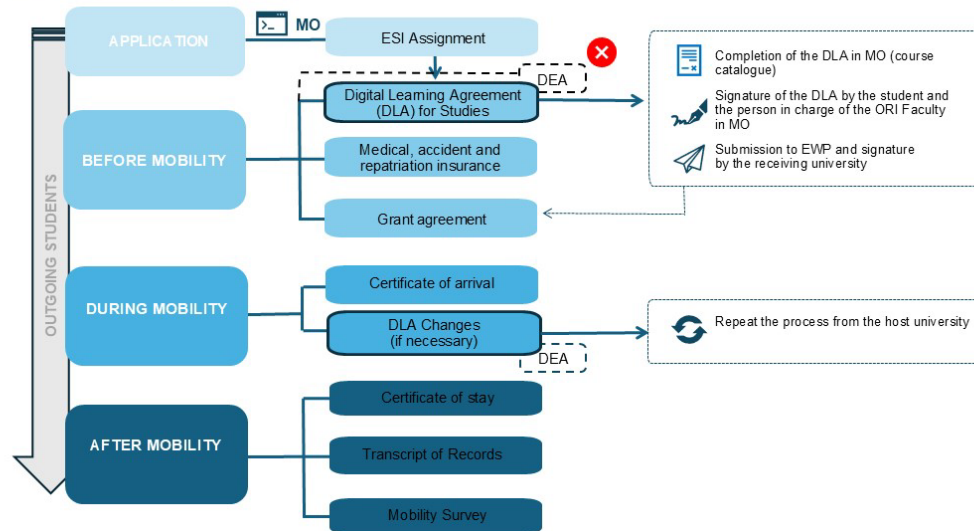 APPLICATION
MO
ESI Assignment
DEA
Digital Learning Agreement
(DLA) for Studies
Completion of the DLA in MO (course
catalogue)
Signature of the DLA by the student and
the person in charge of the ORI Faculty
in MO
Submission to EWP and signature
by the receiving university
BEFORE MOBILITY
Medical, accident and
repatriation insurance
Grant agreement
OUTGOING STUDENTS
DURING MOBILITY
Certificate of arrival
DLA Changes
(if necessary)
DEA
Repeat the process from the host university
AFTER MOBILITY
Certificate of stay
Transcript of Records
Mobility Survey